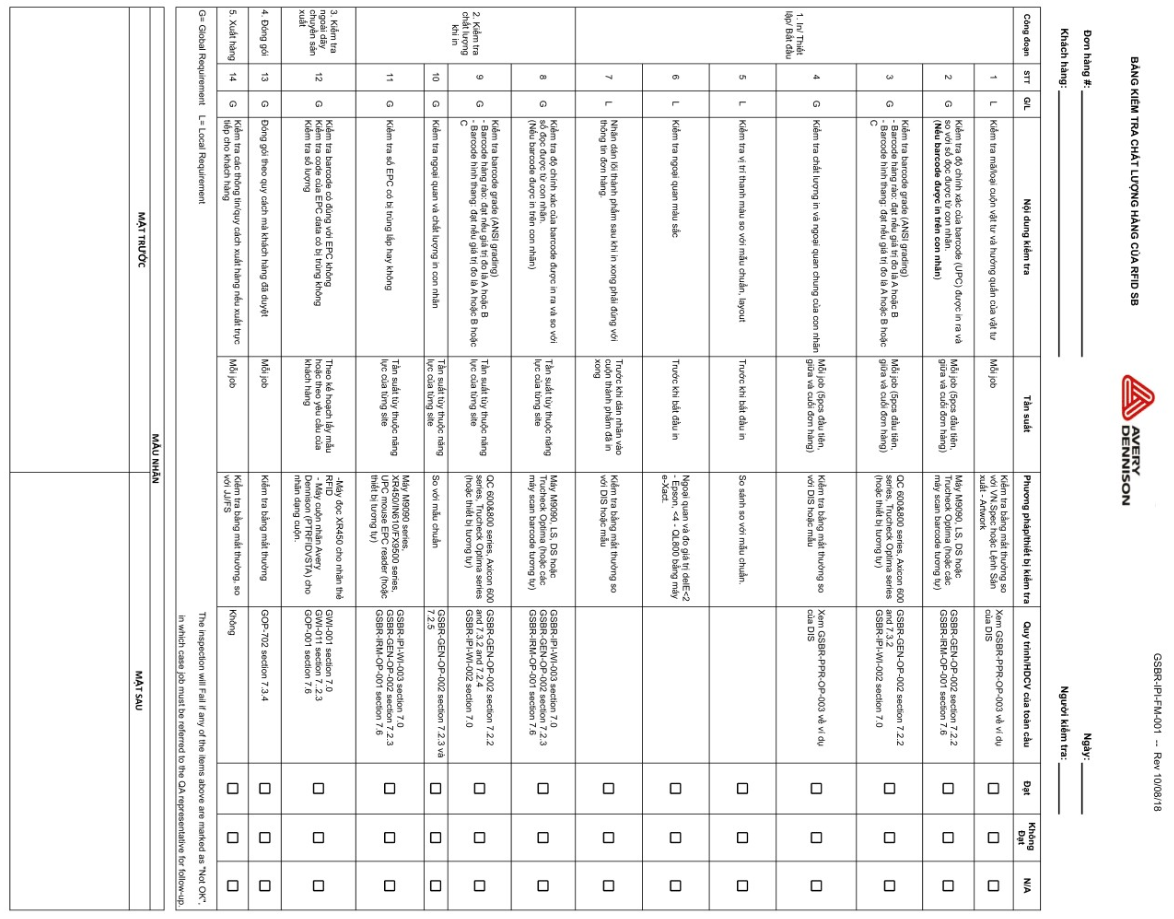 GSBR-IPI-FM-001 -- Rev 10/08/18
BẢNG KIỂM TRA CHẤT LƯỢNG HÀNG CỦA RFID SB
AVERY
DENNISON
Đơn hàng #:
Ngày:
Khách hàng:
Người kiểm tra:
Công đoạn STT G/L Nội dung kiểm tra Tần suất Phương pháp/thiết bị kiểm tra Quy trình/HDCV của toàn cầu Đạt Không Đạt N/A
1. In/ Thiết
lập/ Bắt đầu
1 L Kiểm tra mã/loại cuộn vật tư và hướng quấn của vật tư
Mỗi job
Kiểm tra bằng mắt thường so
với VN.Spec hoặc Lệnh Sản
xuất - Artwork
Xem GSBR-PPR-OP-003 về ví dụ
của DIS
2 G Kiểm tra độ chính xác của barcode (UPC) được in ra và
so với số đọc được từ con nhãn.
(Nếu barcode được in trên con nhãn)
Mỗi job (5pcs đầu tiên,
giữa và cuối đơn hàng)
Máy M9090, LS, DS hoặc
Trucheck Optima (hoặc các
máy scan barcode tương tự)
GSBR-GEN-OP-002 section 7.2.2
GSBR-IRM-OP-001 section 7.6
3 G Kiểm tra barcode grade (ANSI grading)
- Barcode hàng rào: đạt nếu giá trị đo là A hoặc B
- Barcode hình thang: đạt nếu giá trị đo là A hoặc B hoặc
C
Mỗi job (5pcs đầu tiên,
giữa và cuối đơn hàng)
QC 600&800 series, Axicon 600
series, Trucheck Optima series
(hoặc thiết bị tương tự)
GSBR-GEN-OP-002 section 7.2.2
and 7.3.2
GSBR-IPI-WI-002 section 7.0
4 G Kiểm tra chất lượng in và ngoại quan chung của con nhãn
Mỗi job (5pcs đầu tiên,
giữa và cuối đơn hàng)
Kiểm tra bằng mắt thường so
với DIS hoặc mẫu
Xem GSBR-PPR-OP-003 về ví dụ
của DIS
5 L Kiểm tra vị trí thanh màu so với mẫu chuẩn, layout
Trước khi bắt đầu in
So sánh so với mẫu chuẩn.
6 L Kiểm tra ngoại quan màu sắc
Trước khi bắt đầu in
Ngoại quan và đo giá trị delE<2
- Epson, <4 - QL800 bằng máy
e-Xact.
7 L Nhãn dán lõi thành phẩm sau khi in xong phải đúng với
thông tin đơn hàng.
Trước khi dán nhãn vào
cuộn thành phẩm đã in
xong
Kiểm tra bằng mắt thường so
với DIS hoặc mẫu
2. Kiểm tra
chất lượng
khi in
8 G Kiểm tra độ chính xác của barcode được in ra và so với
số đọc được từ con nhãn.
(Nếu barcode được in trên con nhãn)
Tần suất tùy thuộc năng
lực của từng site
Máy M9090, LS, DS hoặc
Trucheck Optima (hoặc các
máy scan barcode tương tự)
GSBR-IPI-WI-003 section 7.0
GSBR-GEN-OP-002 section 7.2.3
GSBR-IRM-OP-001 section 7.6
9 G Kiểm tra barcode grade (ANSI grading)
- Barcode hàng rào: đạt nếu giá trị đo là A hoặc B
- Barcode hình thang: đạt nếu giá trị đo là A hoặc B hoặc
C
Tần suất tùy thuộc năng
lực của từng site
QC 600&800 series, Axicon 600
series, Trucheck Optima series
(hoặc thiết bị tương tự)
GSBR-GEN-OP-002 section 7.2.2
and 7.3.2 and 7.2.4
GSBR-IPI-WI-002 section 7.0
10 G Kiểm tra ngoại quan và chất lượng in con nhãn
Tần suất tùy thuộc năng
lực của từng site
So với mẫu chuẩn
GSBR-GEN-OP-002 section 7.2.3 và
7.2.5
11 G Kiểm tra số EPC có bị trùng lắp hay không
Tần suất tùy thuộc năng
lực của từng site
Máy M9090 series,
XR450/IN610/FX9500 series,
UPC mouse EPC reader (hoặc
thiết bị tương tự)
GSBR-IPI-WI-003 section 7.0
GSBR-GEN-OP-002 section 7.2.3
GSBR-IRM-OP-001 section 7.6
3. Kiểm tra
ngoài dây
chuyền sản
xuất
12 G Kiểm tra barcode có đúng với EPC không
Kiểm tra code của EPC data có bị trùng không
Kiểm tra số lượng
Theo kế hoạch lấy mẫu
hoặc theo yêu cầu của
khách hàng
-Máy đọc XR450 cho nhãn thẻ
RFID
- Máy cuộn nhãn Avery
Dennison (PTTRFIDVSTA) cho
nhãn dạng cuộn.
GWI-001 section 7.0
GWI-011 section 7..2.3
GOP-001 section 7.6
4. Đóng gói 13 G Đóng gói theo quy cách mà khách hàng đã duyệt
Mỗi job
Kiểm tra bằng mắt thường
GOP-702 section 7.3.4
5. Xuất hàng 14 G Kiểm tra các thông tin/quy cách xuất hàng nếu xuất trực
tiếp cho khách hàng
Mỗi job
Kiểm tra bằng mắt thường, so
với JJ/FS
Không
G= Global Requirement L= Local Requirement
The inspection will Fail if any of the items above are marked as "Not OK",
in which case job must be referred to the QA representative for follow-up.
MẪU NHÃN
MẶT TRƯỚC
MẶT SAU